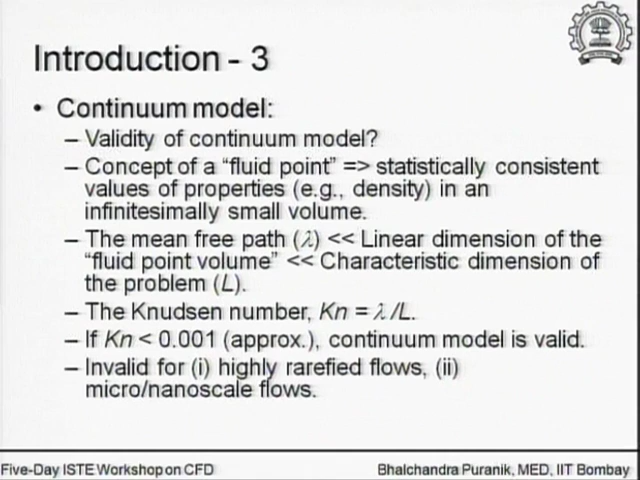 Introduction - 3
• Continuum model:
– Validity of continuum model?
– Concept of a “fluid point” => statistically consistent
values of properties (e.g., density) in an
infinitesimally small volume.
– The mean free path (λ) << Linear dimension of the
“fluid point volume” << Characteristic dimension of
the problem (L).
– The Knudsen number, Kn = λ /L.
– If Kn < 0.001 (approx.), continuum model is valid.
– Invalid for (i) highly rarefied flows, (ii)
micro/nanoscale flows.
Five-Day ISTE Workshop on CFD
Bhalchandra Puranik, MED, IIT Bombay